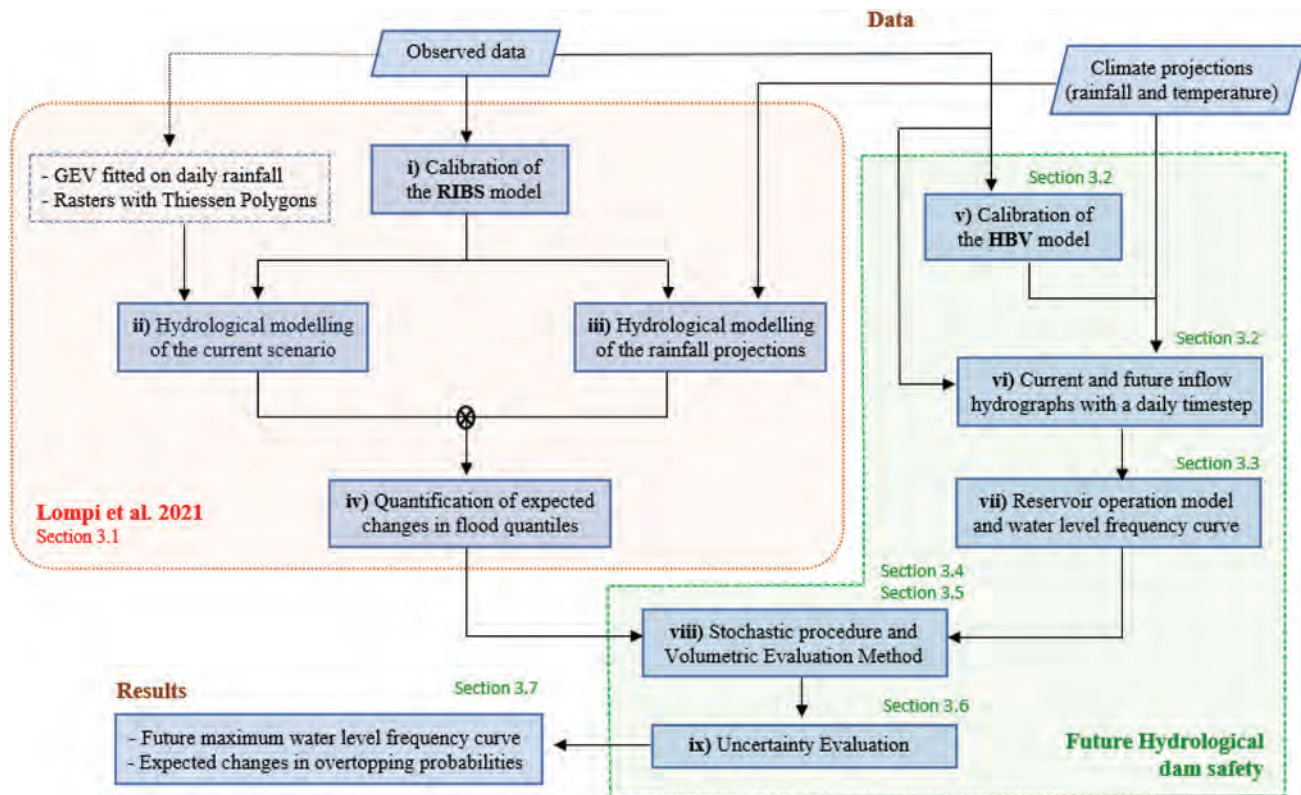 Data
Observed data
Climate projections
(rainfall and temperature)
- GEV fitted on daily rainfall
- Rasters with Thiessen Polygons
i) Calibration of
the RIBS model
Section 3.2
v) Calibration of
the HBV model
ii) Hydrological modelling
of the current scenario
iii) Hydrological modelling
of the rainfall projections
Section 3.2
vi) Current and future inflow
hydrographs with a daily timestep
Section 3.3
iv) Quantification of expected
changes in flood quantiles
vii) Reservoir operation model
and water level frequency curve
Lompi et al. 2021
Section 3.1
Section 3.4
Section 3.5
viii) Stochastic procedure and
Volumetric Evaluation Method
Results
Section 3.7
Section 3.6
- Future maximum water level frequency curve
- Expected changes in overtopping probabilities
ix) Uncertainty Evaluation
Future Hydrological
dam safety